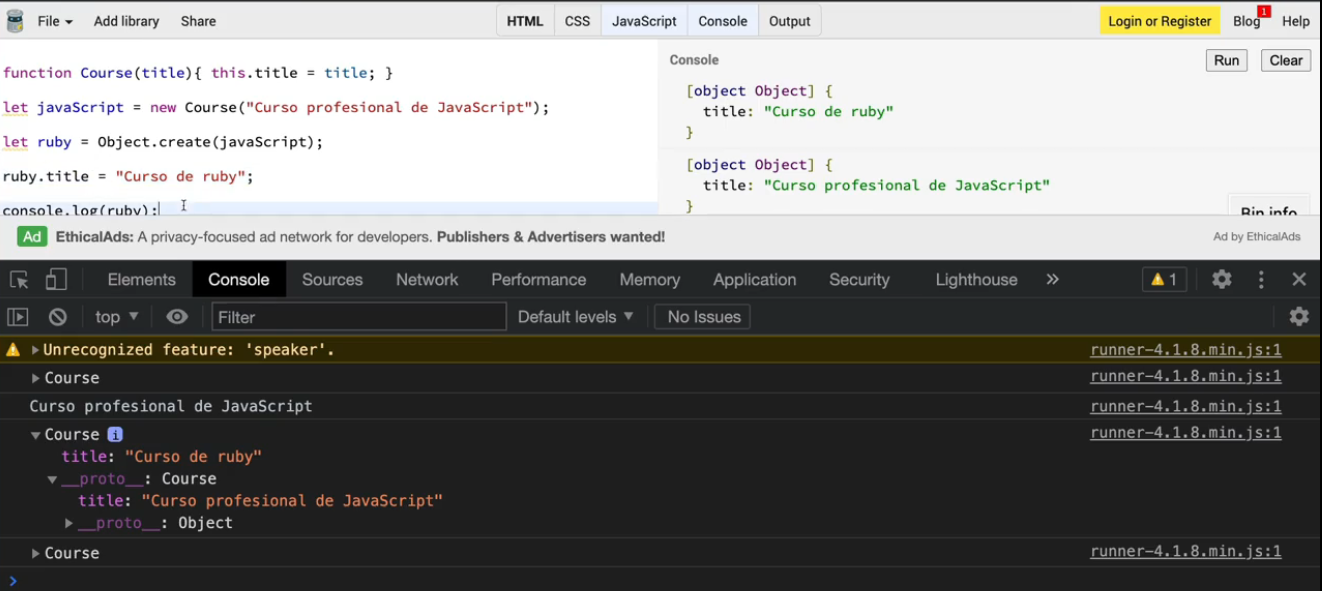 File Add library Share HTML CSS JavaScript Console Output Login or Register Blog 1 Help
function Course(title){ this.title = title; }
let javaScript = new Course("Curso profesional de JavaScript");
let ruby = Object.create(javaScript);
ruby.title = "Curso de ruby";
console.log(ruby);
Console Run Clear
[object Object] {
title: "Curso de ruby"
}
[object Object] {
title: "Curso profesional de JavaScript"
}
Bin info
Ad EthicalAds: A privacy-focused ad network for developers. Publishers & Advertisers wanted! Ad by EthicalAds
Elements Console Sources Network Performance Memory Application Security Lighthouse » 1
top Filter Default levels No Issues
Unrecognized feature: 'speaker'. runner-4.1.8.min.js:1
Course runner-4.1.8.min.js:1
Curso profesional de JavaScript runner-4.1.8.min.js:1
Course i runner-4.1.8.min.js:1
title: "Curso de ruby"
__proto__: Course
title: "Curso profesional de JavaScript"
__proto__: Object
Course runner-4.1.8.min.js:1